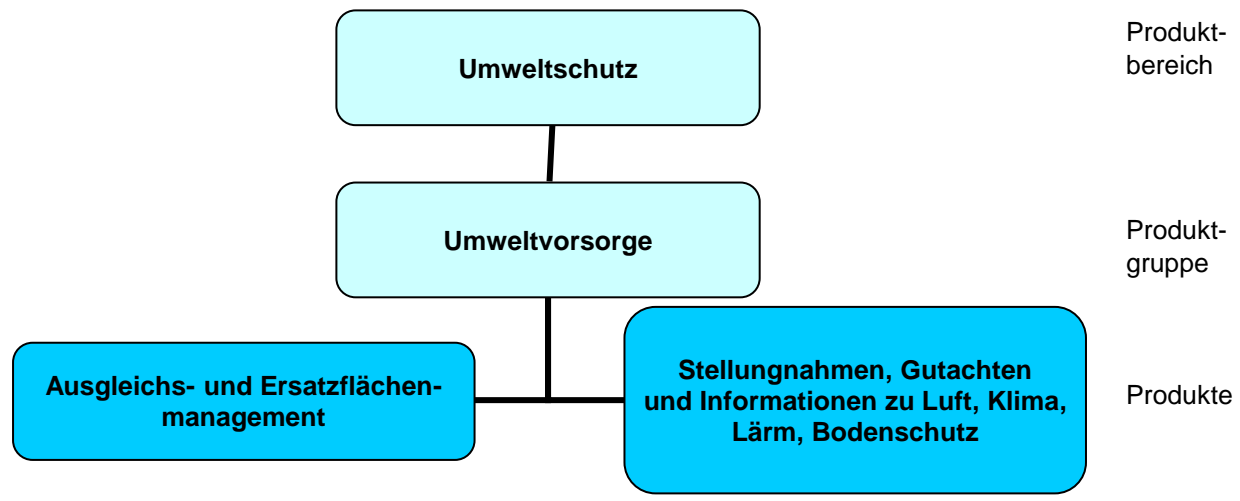 Umweltschutz
Produkt-
bereich
Umweltvorsorge
Produkt-
gruppe
Ausgleichs- und Ersatzflächen-
management
Stellungnahmen, Gutachten
und Informationen zu Luft, Klima,
Lärm, Bodenschutz
Produkte